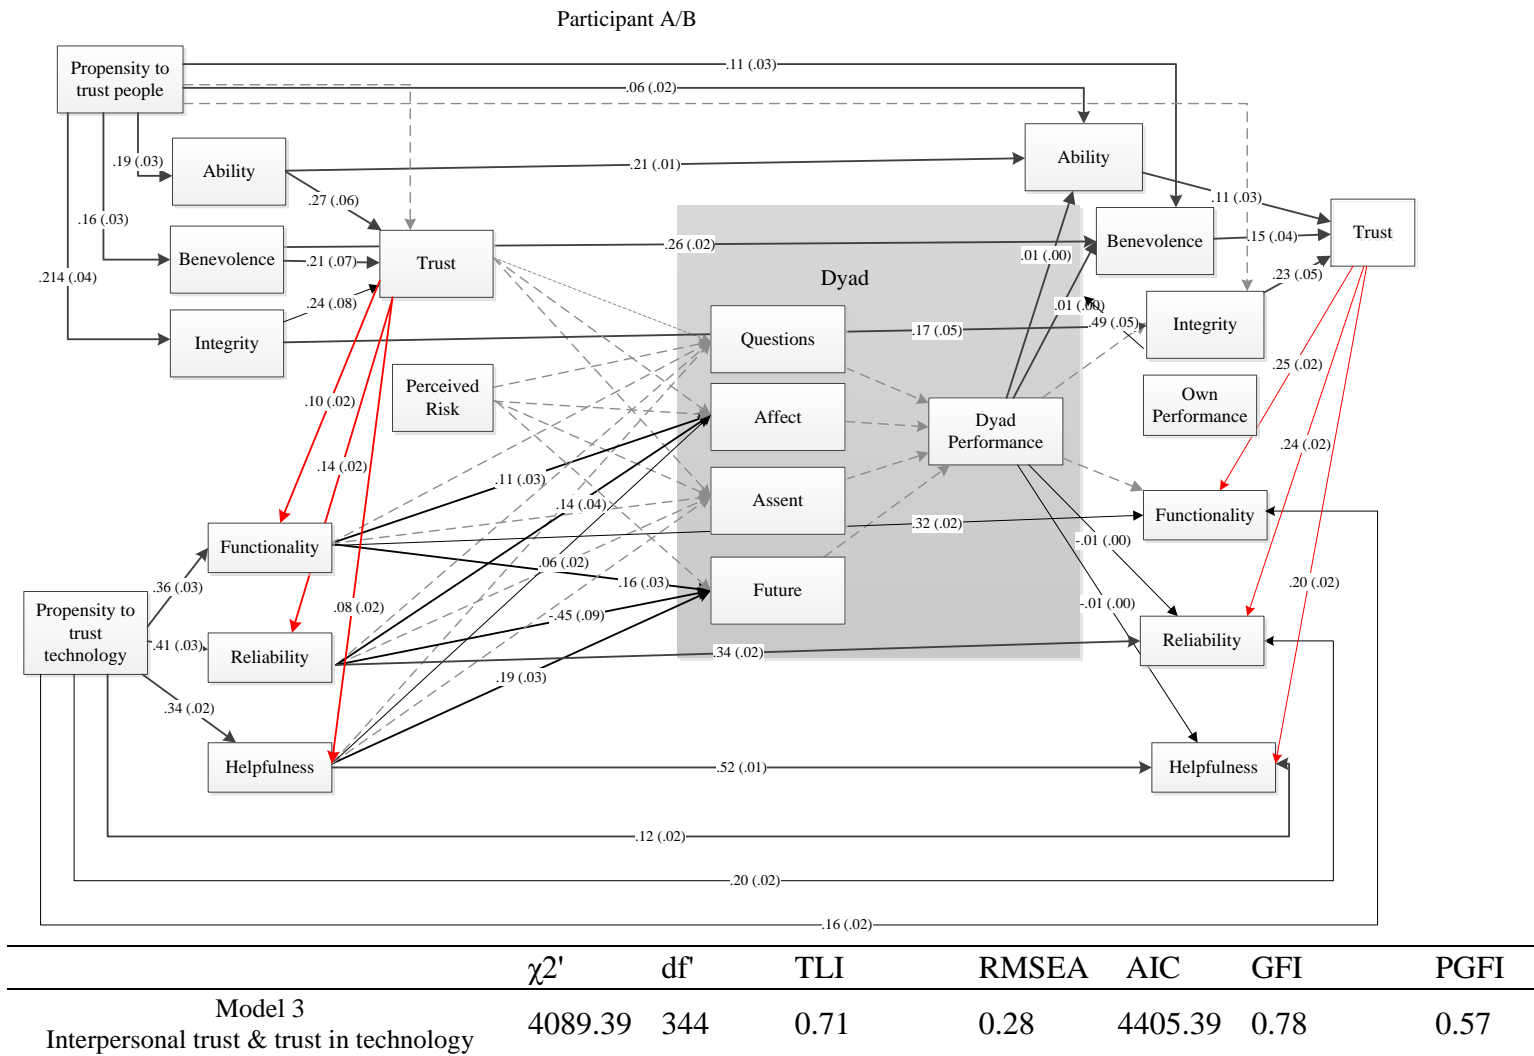 Participant A/B
Propensity to
trust people
.11 (.03)
.06 (.02)
.19 (.03)
Ability
.21 (.01)
Ability
.27 (.06)
.11 (.03)
.16 (.03)
Benevolence
.21 (.07)
Trust
.26 (.02)
Benevolence
.15 (.04)
Trust
.01 (.00)
.214 (.04)
.24 (.08)
Dyad
.23 (.05)
.01 (.00)
Integrity
Questions
.17 (.05)
.49 (.05)
Integrity
Perceived
Risk
.25 (.02)
.10 (.02)
Affect
Dyad
Performance
Own
Performance
.14 (.02)
.24 (.02)
.11 (.03)
.14 (.04)
Assent
.32 (.02)
Functionality
Functionality
-.01 (.00)
.06 (.02)
.36 (.03)
.16 (.03)
Future
.20 (.02)
Propensity to
trust
technology
.08 (.02)
-.45 (.09)
-.01 (.00)
.41 (.03)
Reliability
.34 (.02)
Reliability
.19 (.03)
.34 (.02)
Helpfulness
.52 (.01)
Helpfulness
.12 (.02)
.20 (.02)
.16 (.02)
χ2' df' TLI RMSEA AIC GFI PGFI
Model 3
Interpersonal trust & trust in technology 4089.39 344 0.71 0.28 4405.39 0.78 0.57